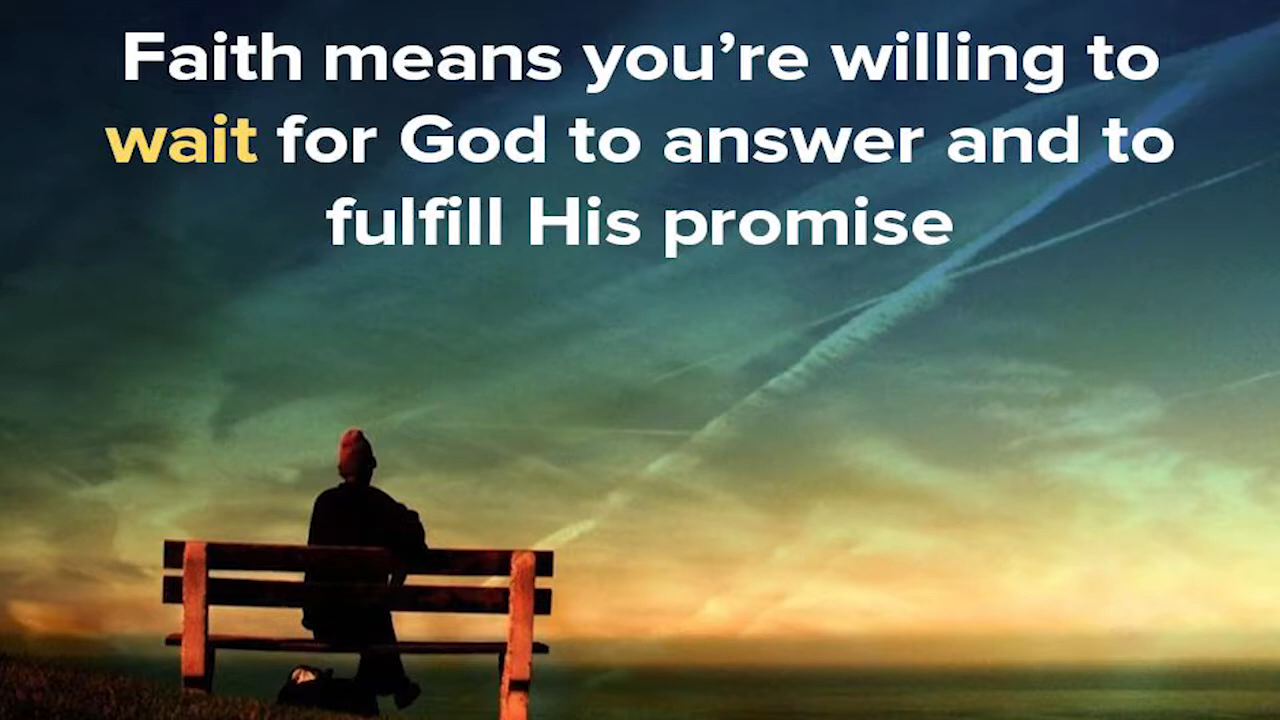 Faith means you’re willing to
wait for God to answer and to
fulfill His promise